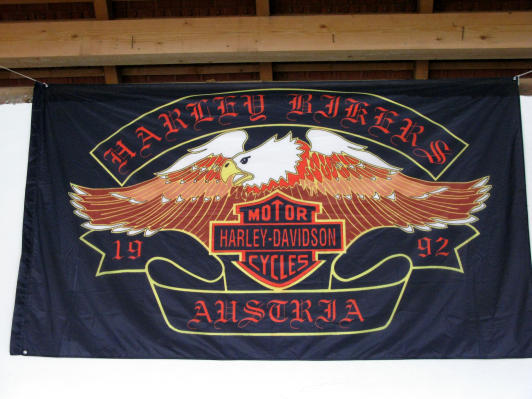 HARLEY BIKERS
MOTOR
19 HARLEY-DAVIDSON 92
CYCLES
AUSTRIA